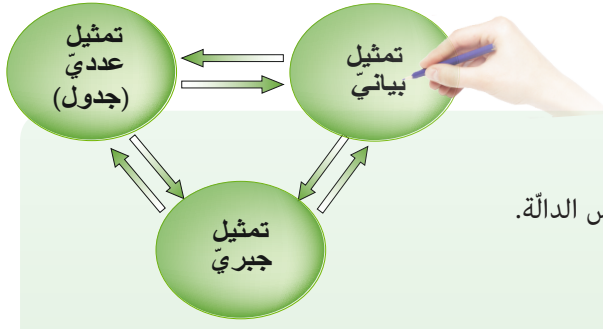 تمثيل
عدديّ
(جدول)
تمثيل
بيانيّ
تمثيل
جبريّ
الدالّة.